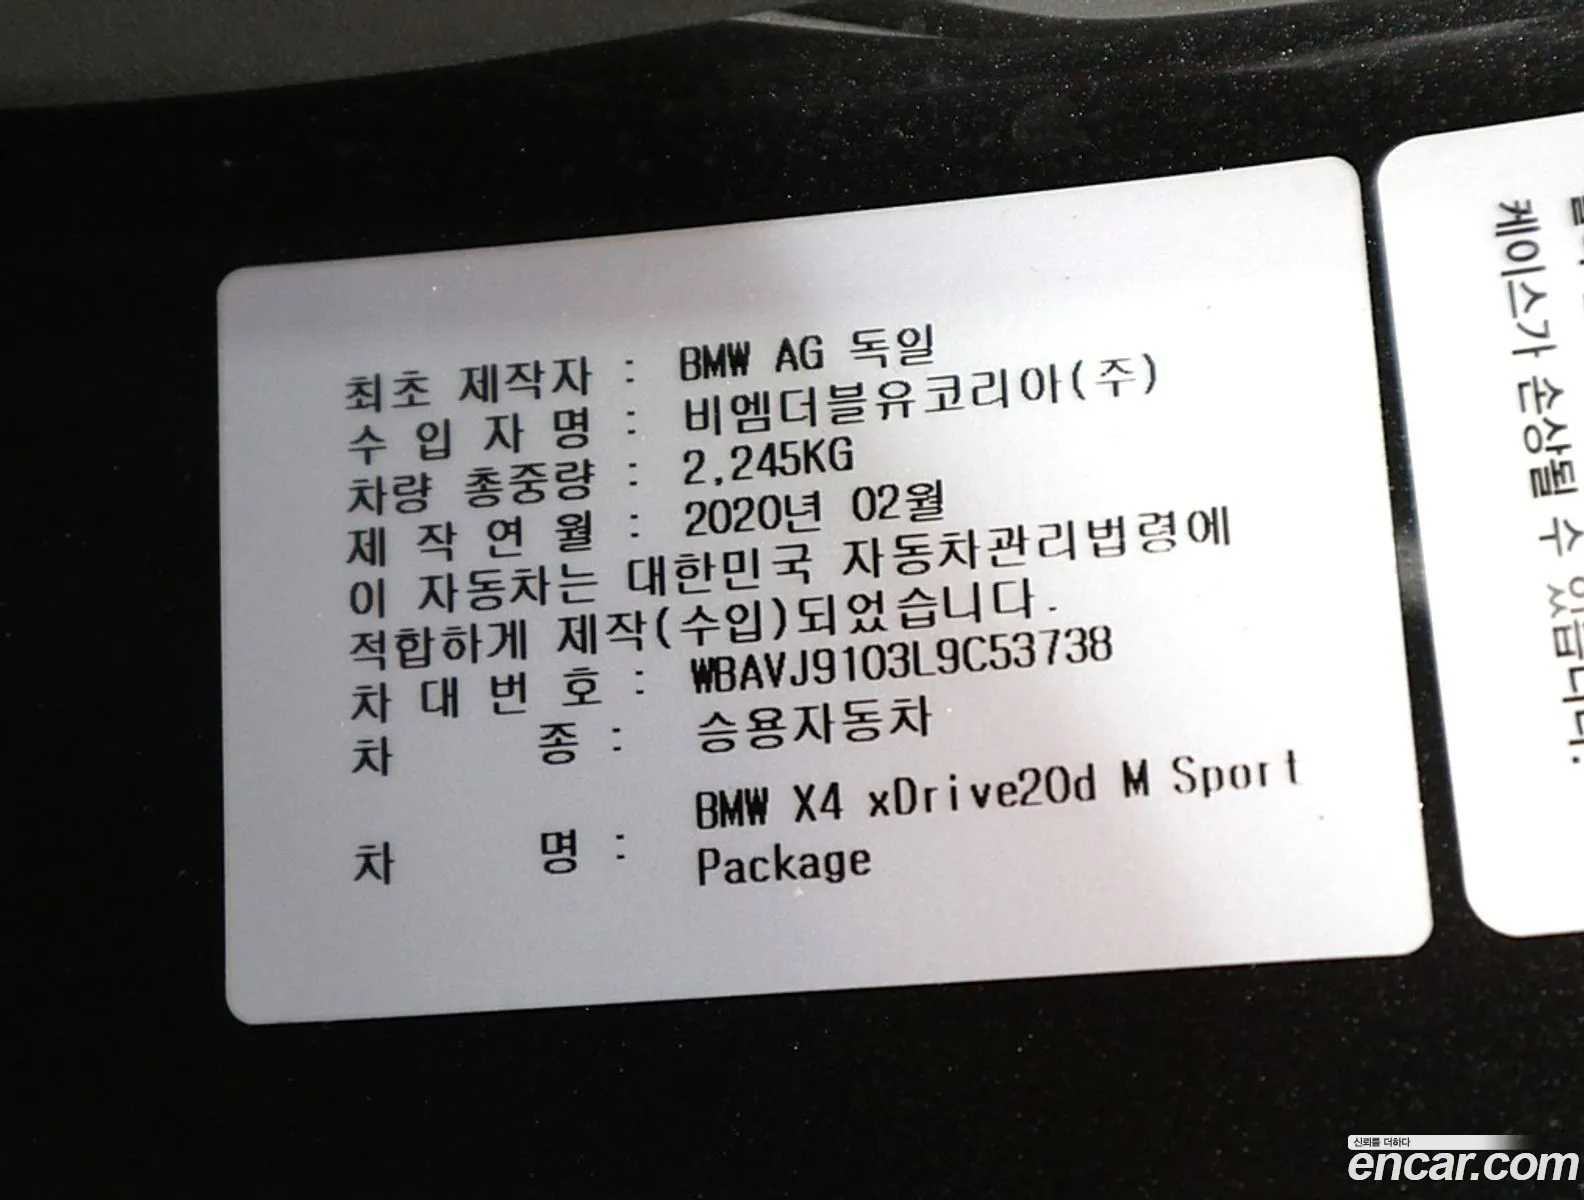 최초 제작자 : BMW AG 독일
수 입 자 명 : 비엠더블유코리아(주)
차량 총중량 : 2,245KG
제 작 연 월 : 2020년 02월
이 자동차는 대한민국 자동차관리법령에
적합하게 제작(수입)되었습니다.
차 대 번 호 : WBAVJ9103L9C53738
차 종 : 승용자동차
차 명 : BMW X4 xDrive20d M Sport
Package
케이스가 손상될 수 있습니다.
신뢰를 더하다
encar.com